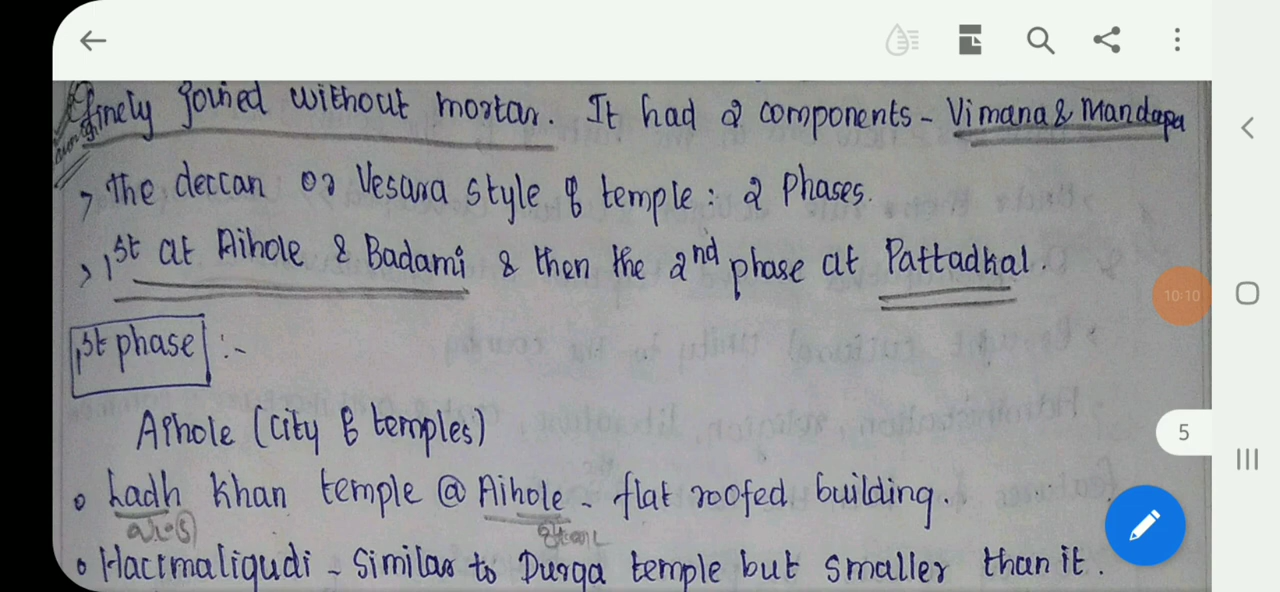 finely joined without mortar. It had 2 components - Vimana & Mandapa
> The deccan or Vesara style of temple: 2 Phases.
> 1st at Aihole & Badami & then the 2nd phase at Pattadkal.
10:10
1st phase :-
5
Aihole (City of temples)
• Ladh Khan temple @ Aihole - flat roofed building.
• Hacimaligudi - Similar to Durga temple but smaller than it.